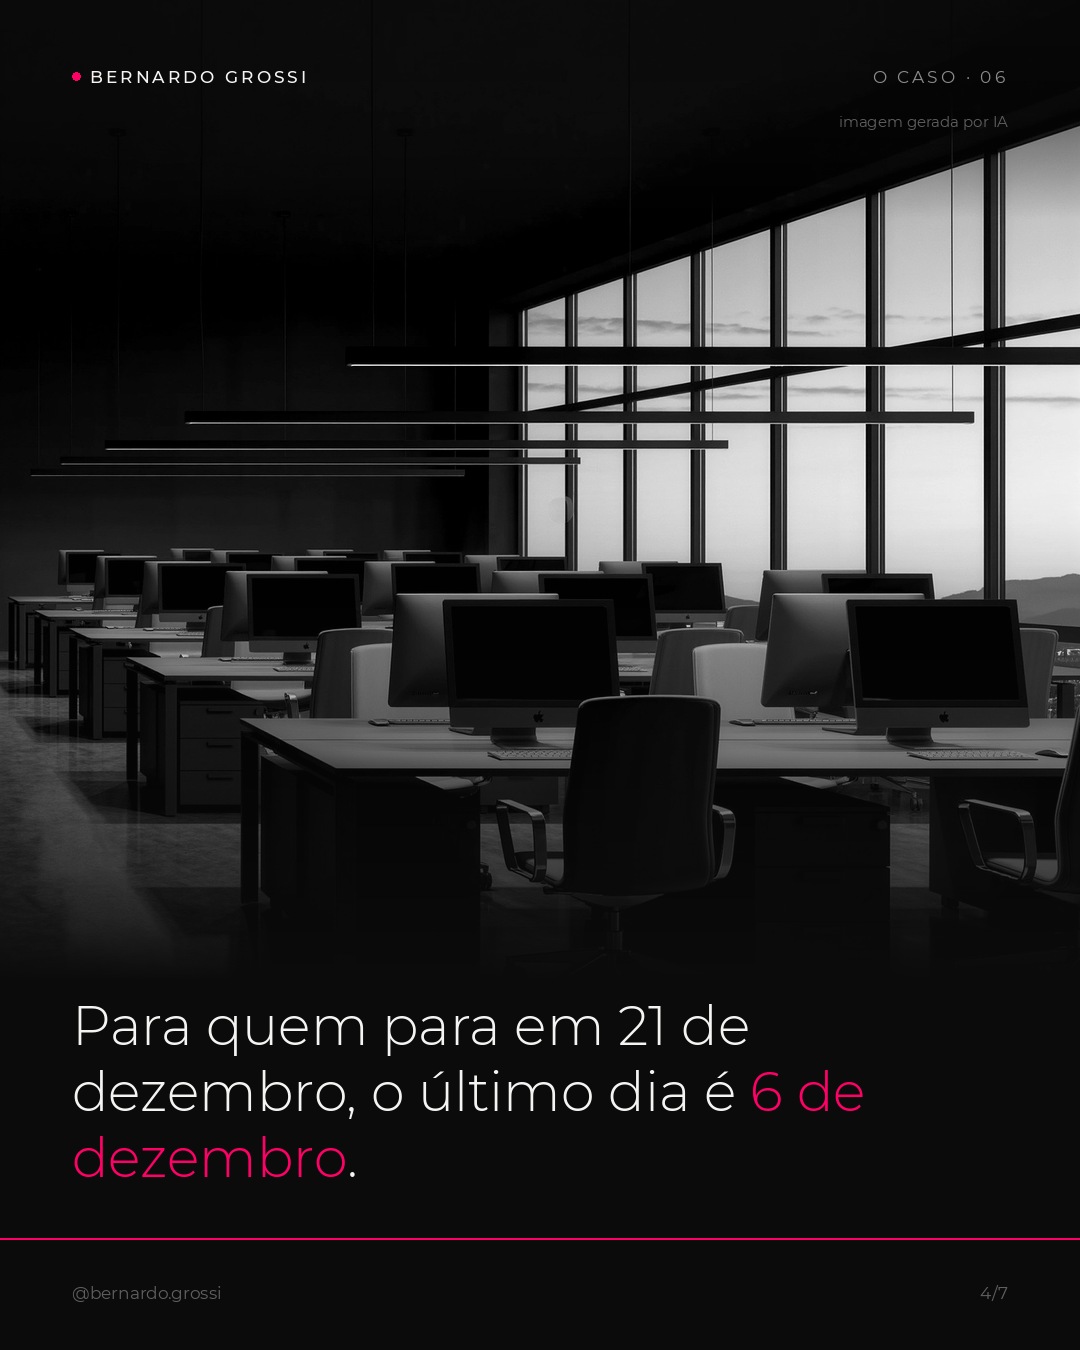 BERNARDO GROSSI
O CASO · 06
imagem gerada por IA
Para quem para em 21 de
dezembro, o último dia é 6 de
dezembro.
@bernardo.grossi
4/7